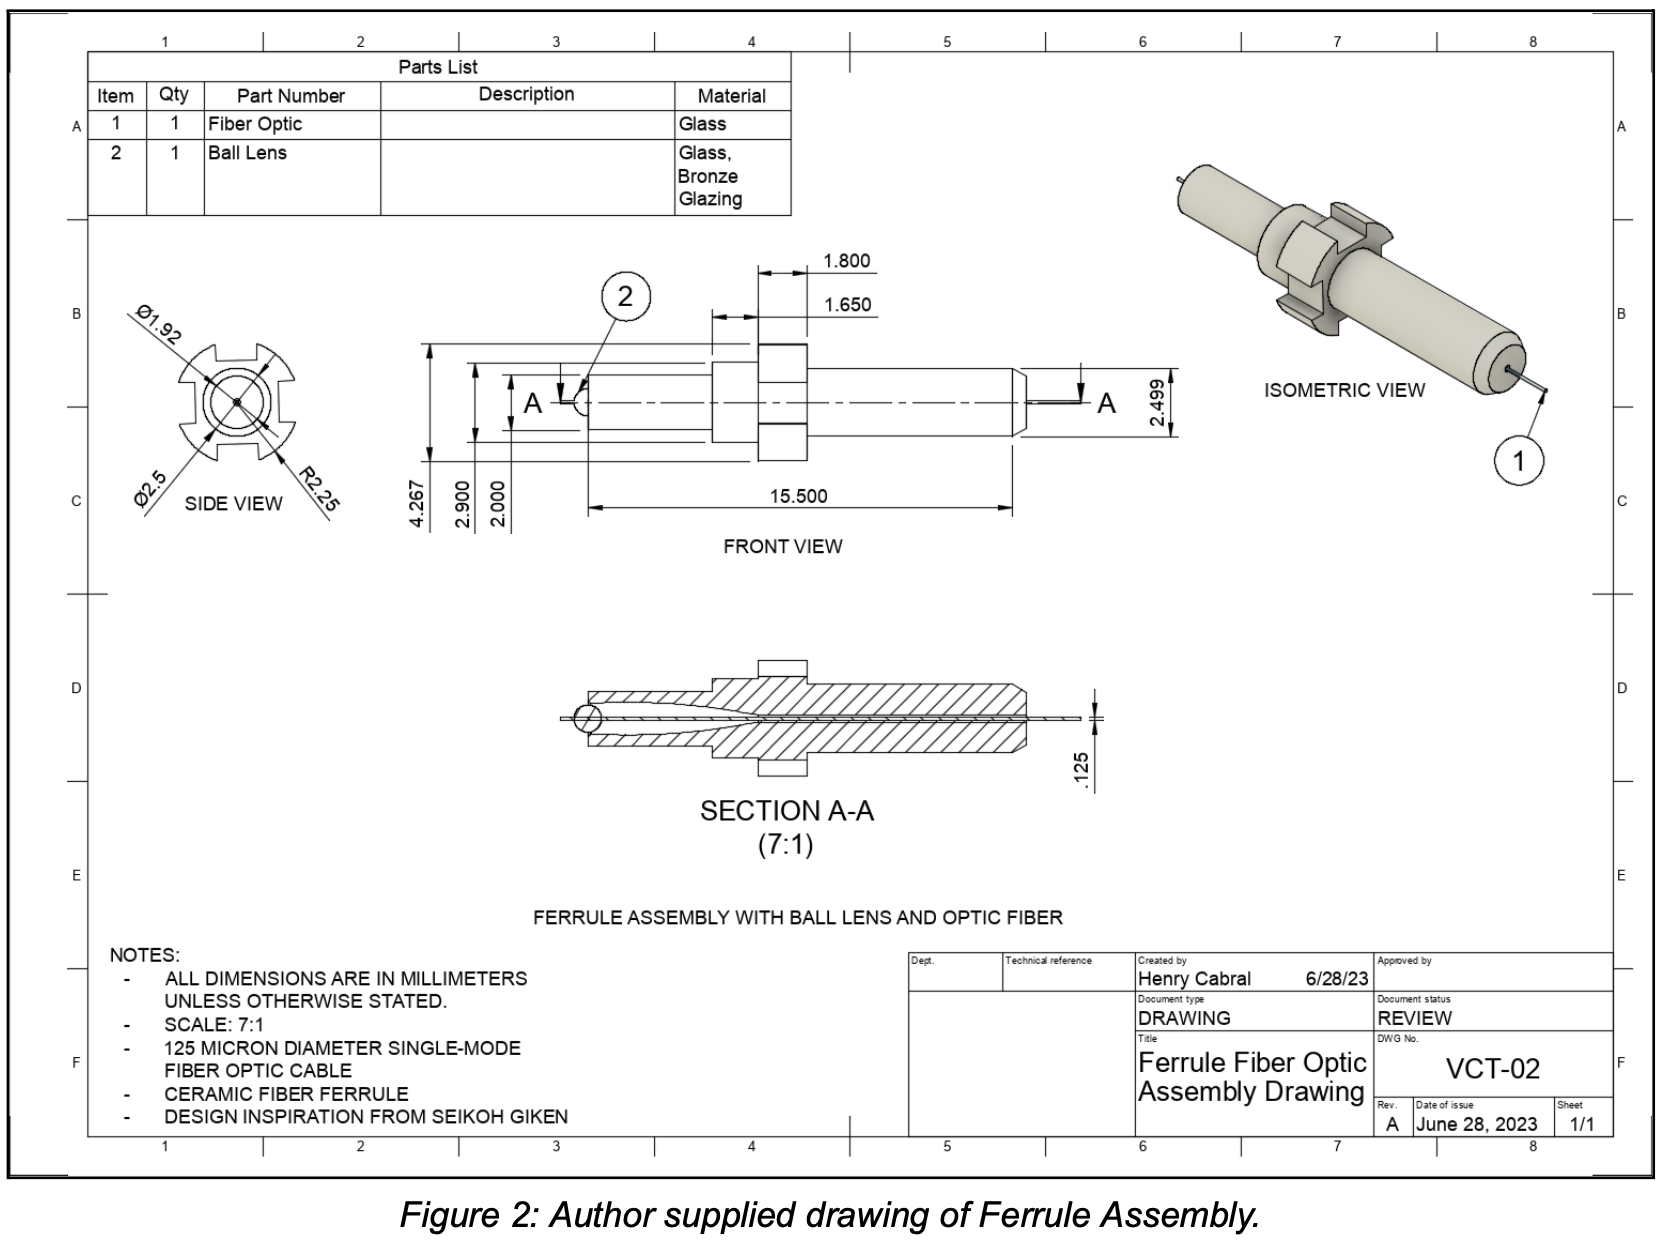 1 2 3 4 5 6 7 8
Parts List
Item Qty Part Number Description Material
1 1 Fiber Optic Glass
2 1 Ball Lens Glass,
Bronze
Glazing
A A
B B
C C
D D
E E
F F
Ø1.92
Ø2.5
R2.25
SIDE VIEW
2
1.800
1.650
A A
4.267
2.900
2.000
15.500
2.499
FRONT VIEW
ISOMETRIC VIEW
1
.125
SECTION A-A
(7:1)
FERRULE ASSEMBLY WITH BALL LENS AND OPTIC FIBER
NOTES:
- ALL DIMENSIONS ARE IN MILLIMETERS
UNLESS OTHERWISE STATED.
- SCALE: 7:1
- 125 MICRON DIAMETER SINGLE-MODE
FIBER OPTIC CABLE
- CERAMIC FIBER FERRULE
- DESIGN INSPIRATION FROM SEIKOH GIKEN
Dept. Technical reference Created by Approved by
Henry Cabral 6/28/23
Document type Document status
DRAWING REVIEW
Title DWG No.
Ferrule Fiber Optic
Assembly Drawing
VCT-02
Rev. Date of issue Sheet
A June 28, 2023 1/1
1 2 3 4 5 6 7 8
Figure 2: Author supplied drawing of Ferrule Assembly.